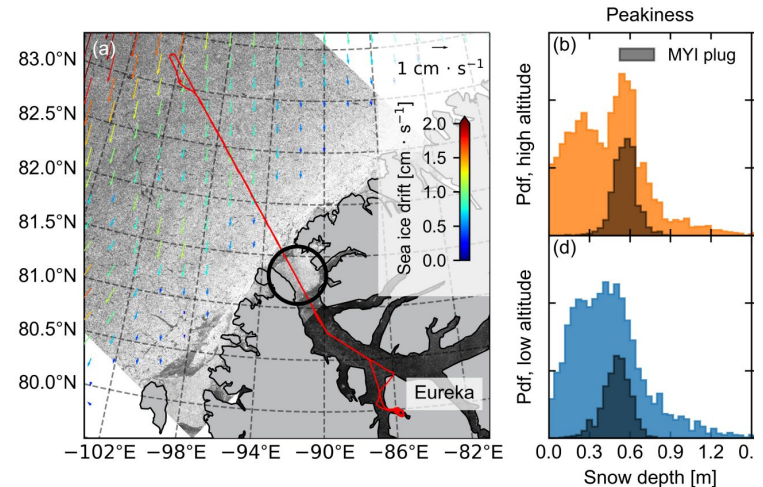 Peakiness
(a)
1 cm · s⁻¹
83.0°N
82.5°N
82.0°N
81.5°N
81.0°N
80.5°N
80.0°N
Sea ice drift [cm · s⁻¹]
2.0
1.5
1.0
0.5
0.0
Eureka
−102°W
−98°W
−94°W
−90°W
−86°W
−82°W
(b)
MYI plug
Pdf, high altitude
(d)
Pdf, low altitude
0.0
0.3
0.6
0.9
1.2
1.
Snow depth [m]